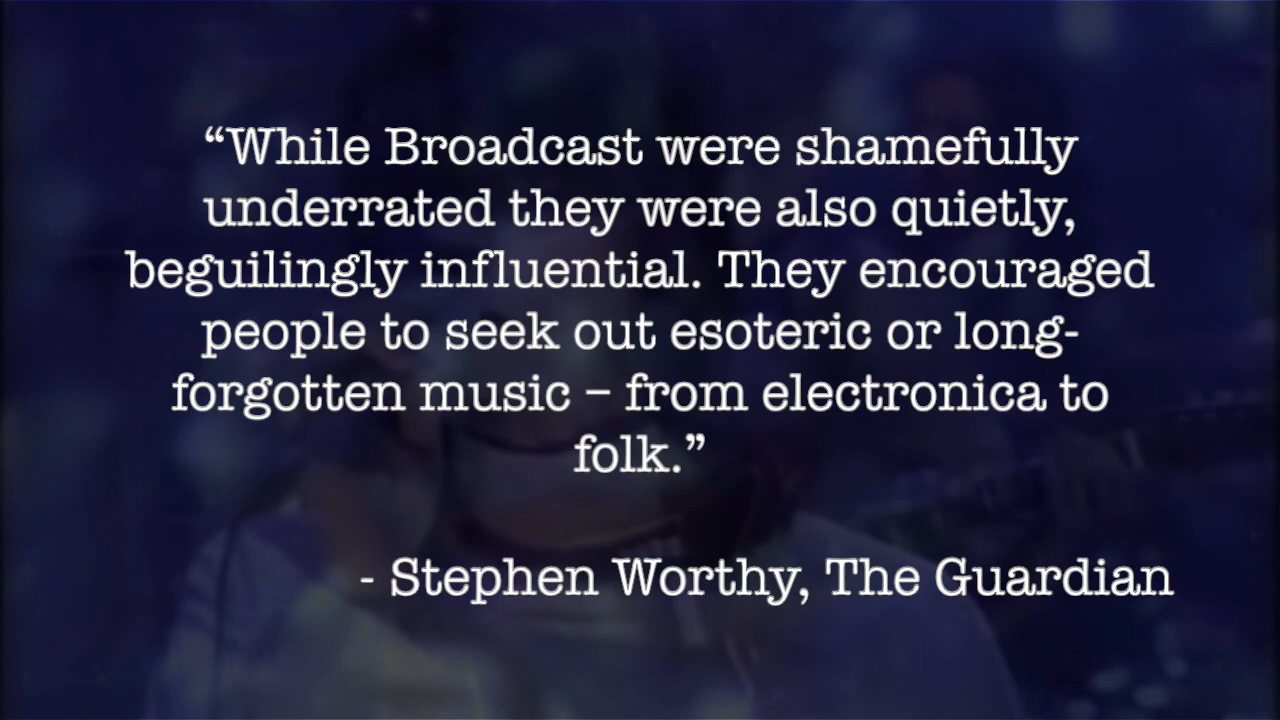 “While Broadcast were shamefully
underrated they were also quietly,
beguilingly influential. They encouraged
people to seek out esoteric or long-
forgotten music – from electronica to
folk.”
- Stephen Worthy, The Guardian